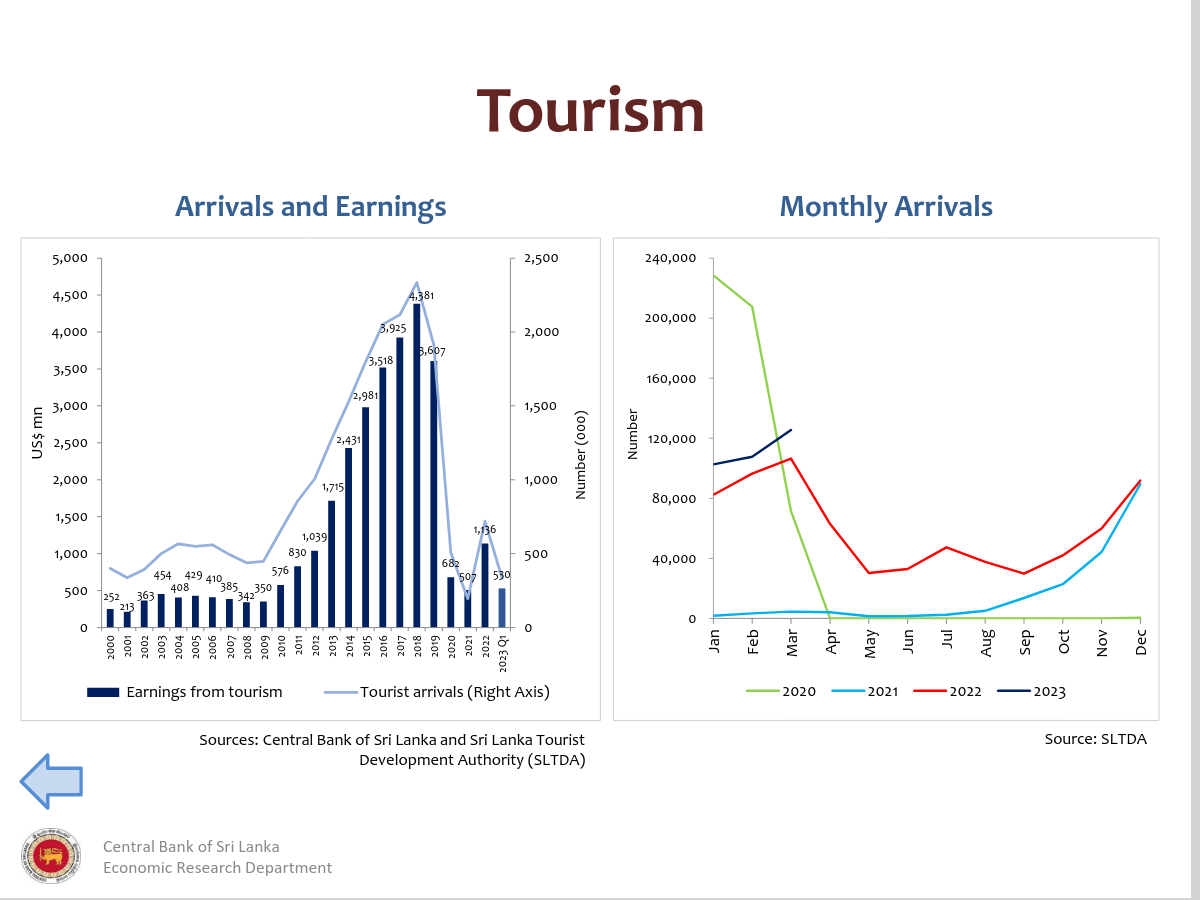 Tourism
Arrivals and Earnings
5,000
4,500
4,000
3,500
3,000
2,500
2,000
1,500
1,000
500
0
US$ mn
2,500
2,000
1,500
1,000
500
0
Number (000)
252
213
363
454
408
429
410
385
342
350
576
830
1,039
1,715
2,431
2,981
3,518
3,925
4,381
3,607
682
507
1,136
530
2000
2001
2002
2003
2004
2005
2006
2007
2008
2009
2010
2011
2012
2013
2014
2015
2016
2017
2018
2019
2020
2021
2022
2023 Q1
Earnings from tourism
Tourist arrivals (Right Axis)
Sources: Central Bank of Sri Lanka and Sri Lanka Tourist
Development Authority (SLTDA)
Monthly Arrivals
240,000
200,000
160,000
120,000
80,000
40,000
0
Number
Jan
Feb
Mar
Apr
May
Jun
Jul
Aug
Sep
Oct
Nov
Dec
2020
2021
2022
2023
Source: SLTDA
Central Bank of Sri Lanka
Economic Research Department